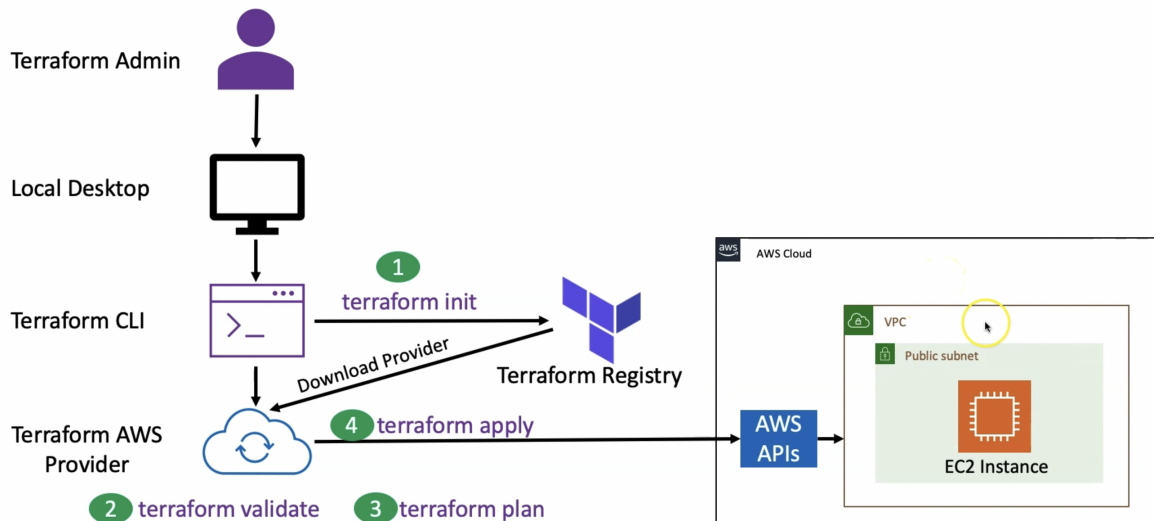 Terraform Admin
Local Desktop
Terraform CLI
1
terraform init
Download Provider
Terraform Registry
Terraform AWS
Provider
4 terraform apply
2 terraform validate
3 terraform plan
aws
AWS Cloud
VPC
Public subnet
AWS
APIs
EC2 Instance
>_